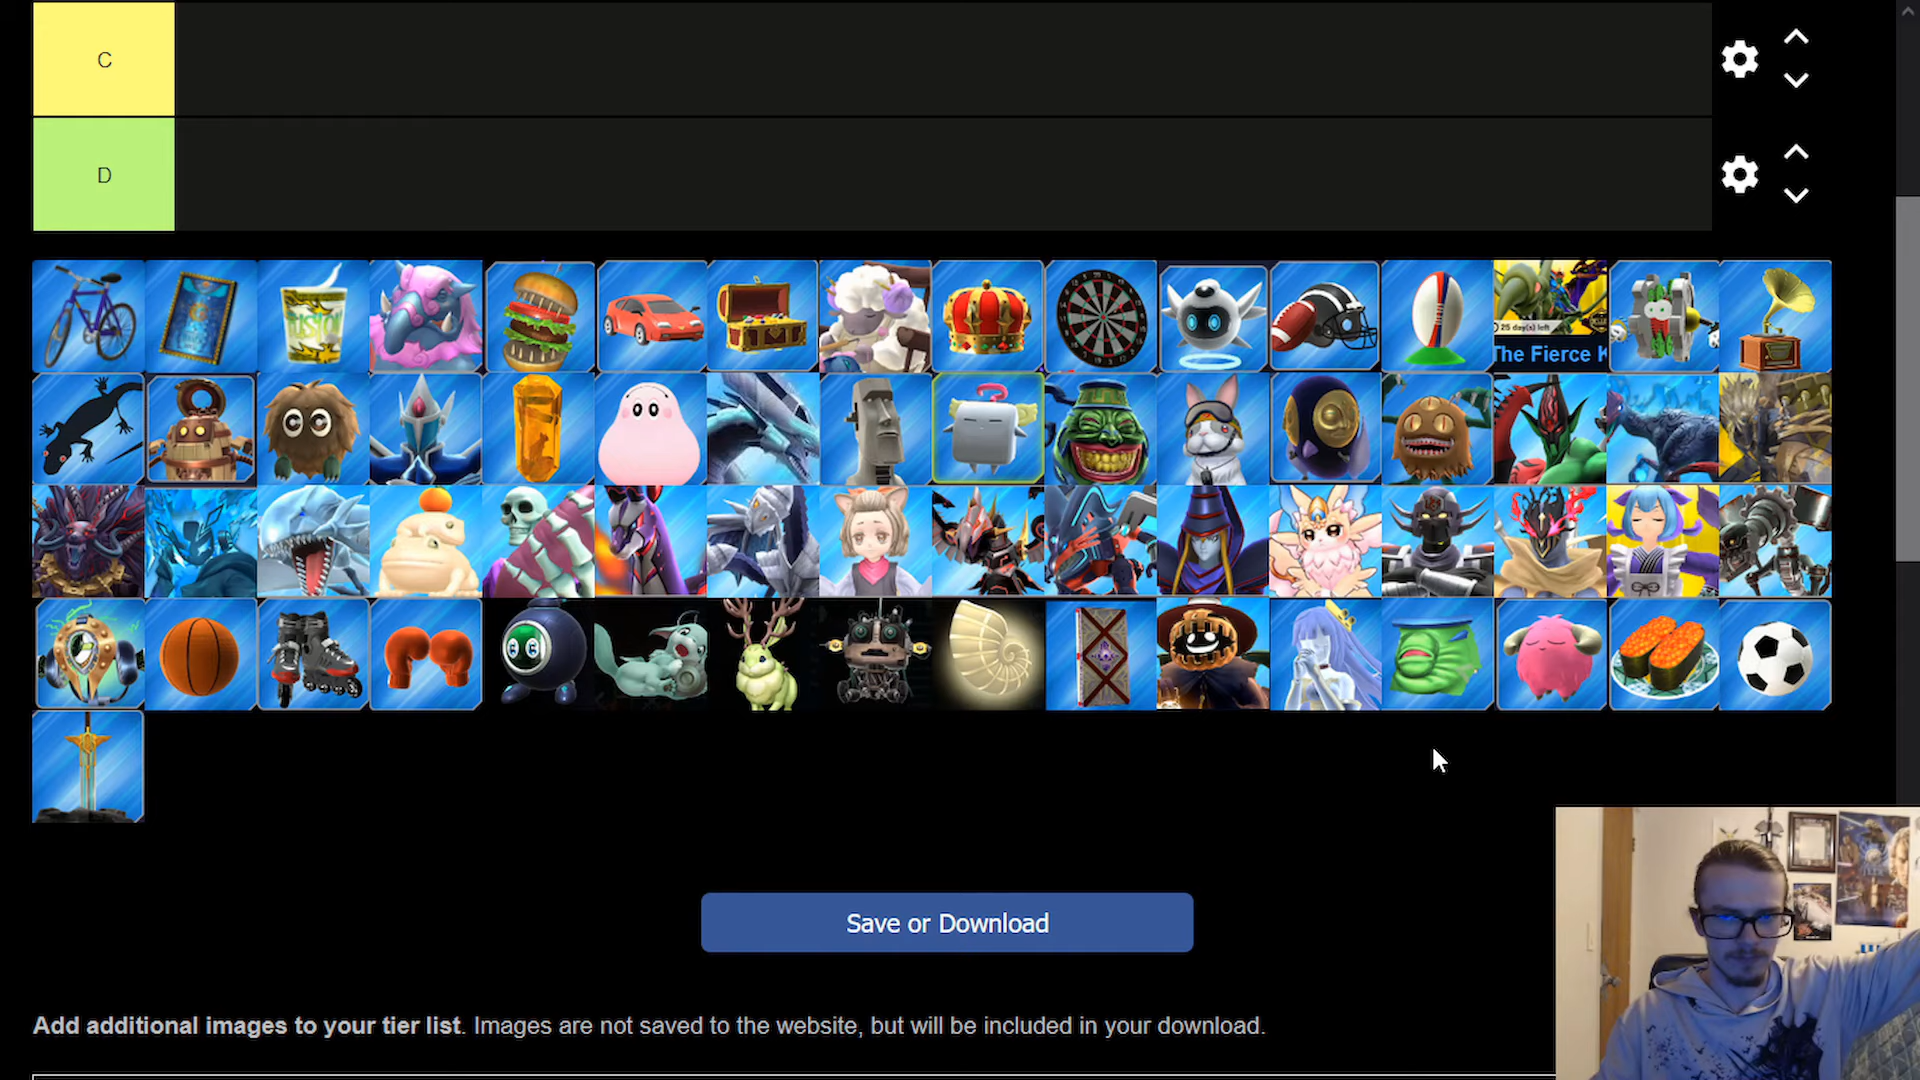 C
D
FUSION
25 day(s) left
The Fierce K
Save or Download
Add additional images to your tier list. Images are not saved to the website, but will be included in your download.